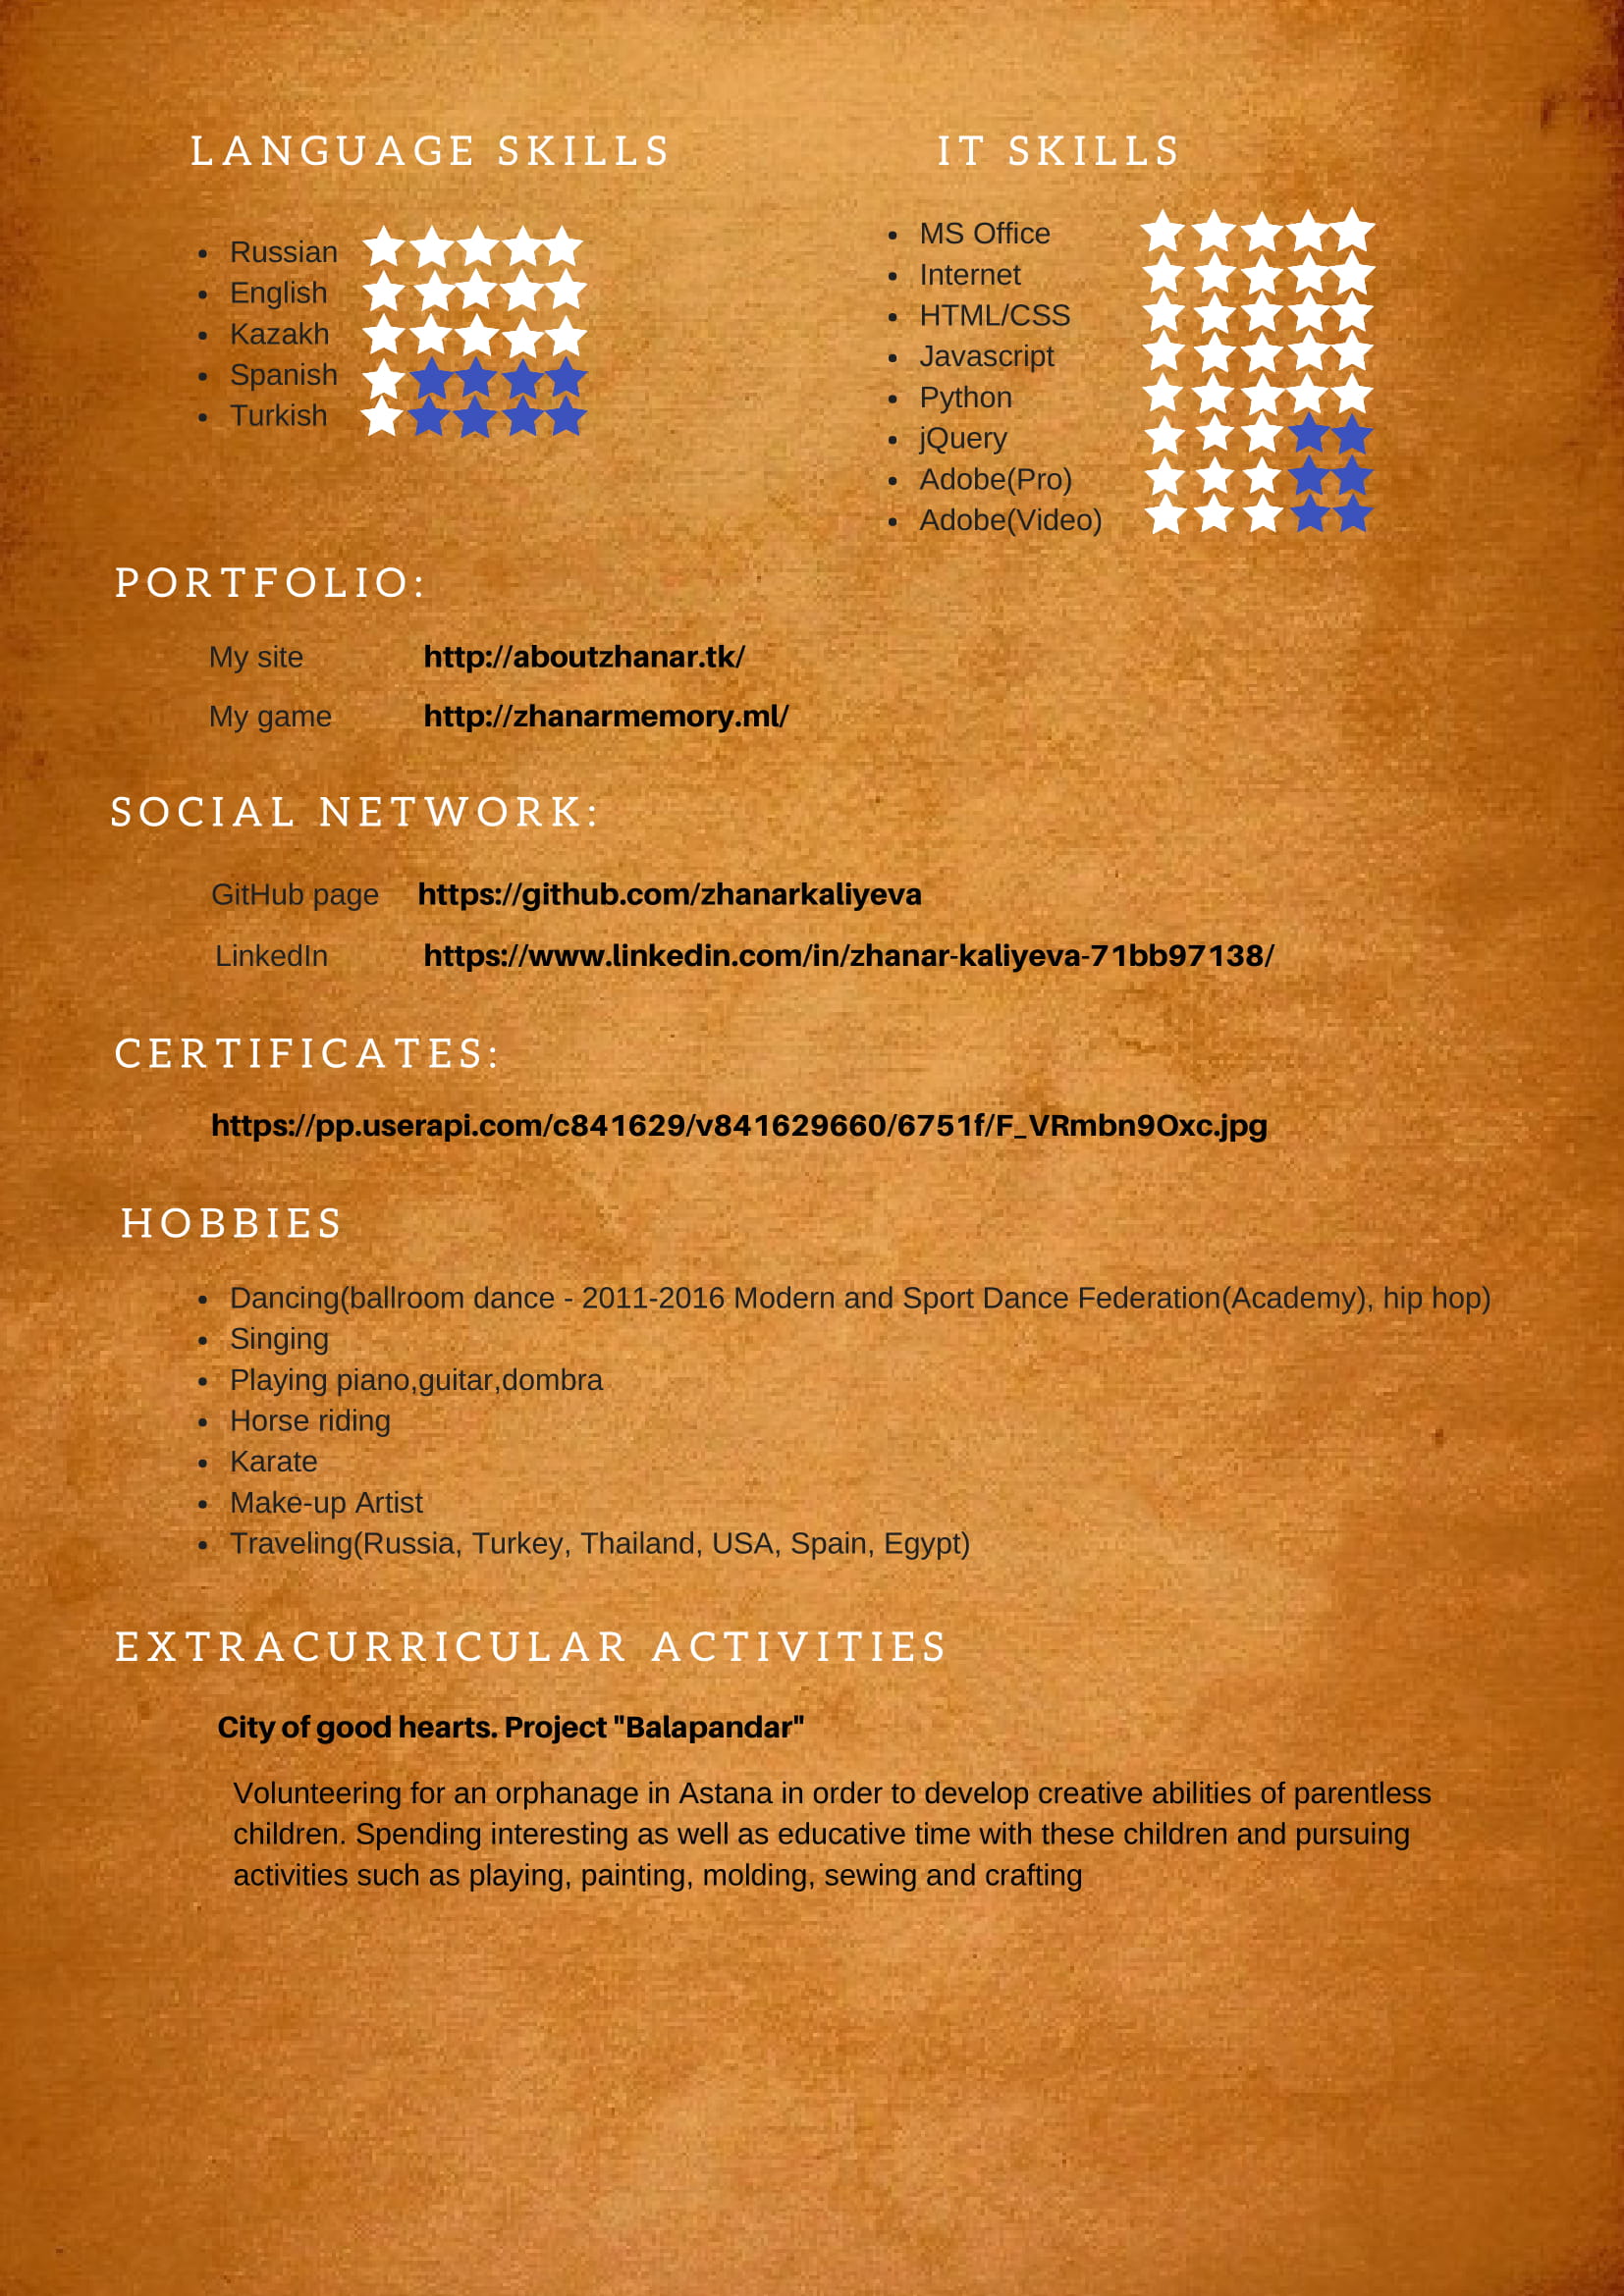 LANGUAGE SKILLS
Russian
English
Kazakh
Spanish
Turkish
IT SKILLS
MS Office
Internet
HTML/CSS
Javascript
Python
jQuery
Adobe(Pro)
Adobe(Video)
PORTFOLIO:
My site http://aboutzhanar.tk/
My game http://zhanarmemory.ml/
SOCIAL NETWORK:
GitHub page https://github.com/zhanarkaliyeva
LinkedIn https://www.linkedin.com/in/zhanar-kaliyeva-71bb97138/
CERTIFICATES:
https://pp.userapi.com/c841629/v841629660/6751f/F_VRmbn9Oxc.jpg
HOBBIES
Dancing(ballroom dance - 2011-2016 Modern and Sport Dance Federation(Academy), hip hop)
Singing
Playing piano,guitar,dombra
Horse riding
Karate
Make-up Artist
Traveling(Russia, Turkey, Thailand, USA, Spain, Egypt)
EXTRACURRICULAR ACTIVITIES
City of good hearts. Project "Balapandar"
Volunteering for an orphanage in Astana in order to develop creative abilities of parentless
children. Spending interesting as well as educative time with these children and pursuing
activities such as playing, painting, molding, sewing and crafting